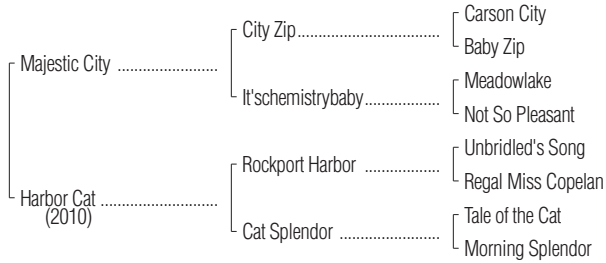 Carson City
City Zip..............................
Baby Zip
Majestic City .....................
Meadowlake
It'schemistrybaby................
Not So Pleasant
Unbridled's Song
Rockport Harbor ................
Regal Miss Copelan
Harbor Cat .........................
(2010)
Tale of the Cat
Cat Splendor .....................
Morning Splendor